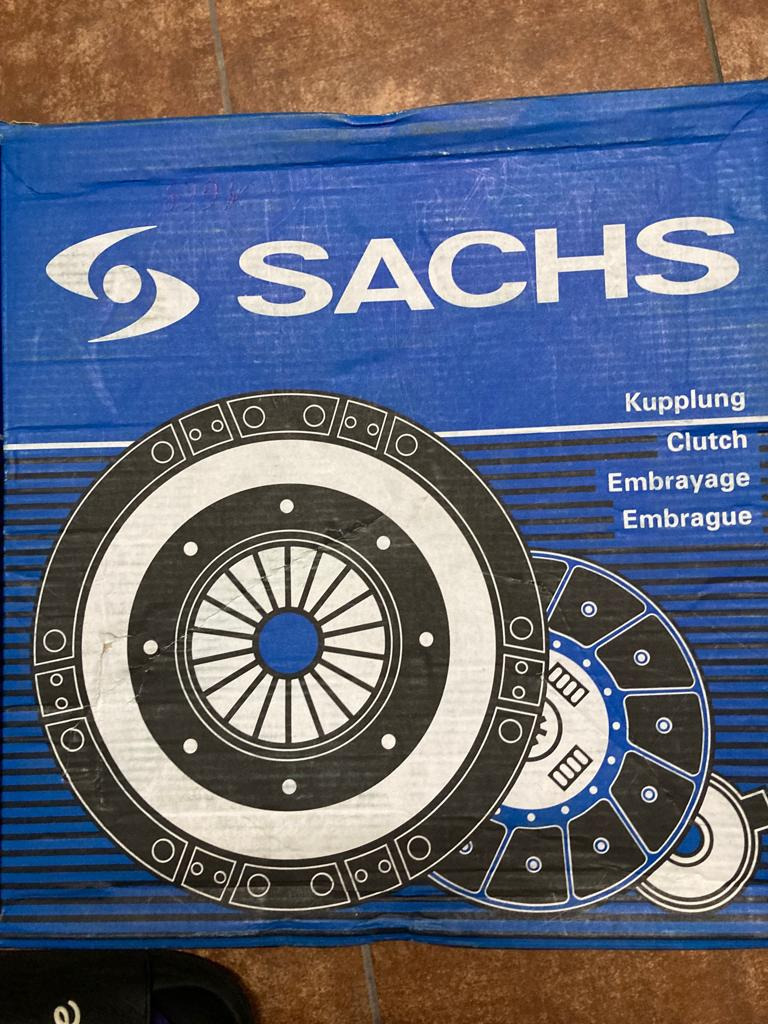 SACHS
Kupplung
Clutch
Embrayage
Embrague